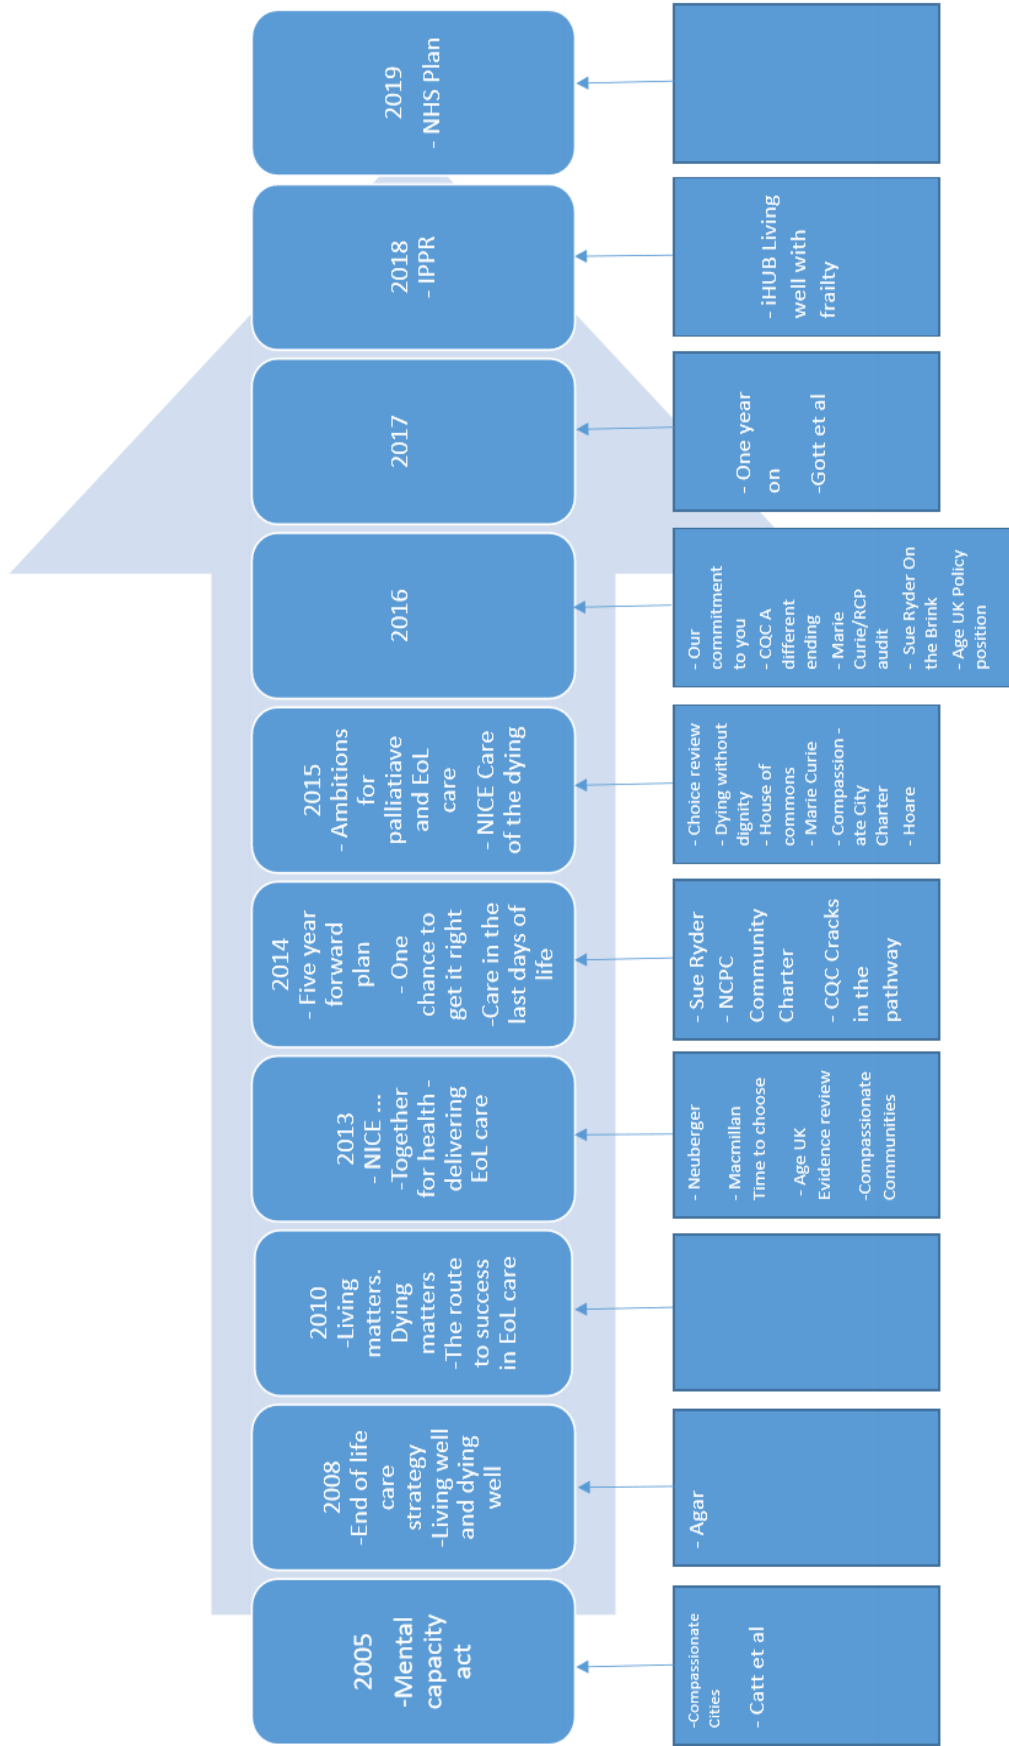 2005
-Mental
capacity
act
2008
-End of life
care
strategy
-Living well
and dying
well
2010
-Living
matters.
Dying
matters
-The route
to success
in EoL care
2013
- NICE ...
-Together
for health -
delivering
EoL care
2014
- Five year
forward
plan
- One
chance to
get it right
-Care in the
last days of
life
2015
- Ambitions
for
palliatiave
and EoL
care
- NICE Care
of the dying
2016
2017
2018
- IPPR
2019
- NHS Plan
-Compassionate
Cities
- Catt et al
- Agar
- Neuberger
- Macmillan
Time to choose
- Age UK
Evidence review
-Compassionate
Communities
- Sue Ryder
- NCPC
Community
Charter
- CQC Cracks
in the
pathway
- Choice review
- Dying without
dignity
- House of
commons
- Marie Curie
- Compassion -
ate City
Charter
- Hoare
- Our
commitment
to you
- CQC A
different
ending
- Marie
Curie/RCP
audit
- Sue Ryder On
the Brink
- Age UK Policy
position
- One year
on
-Gott et al
- iHUB Living
well with
frailty